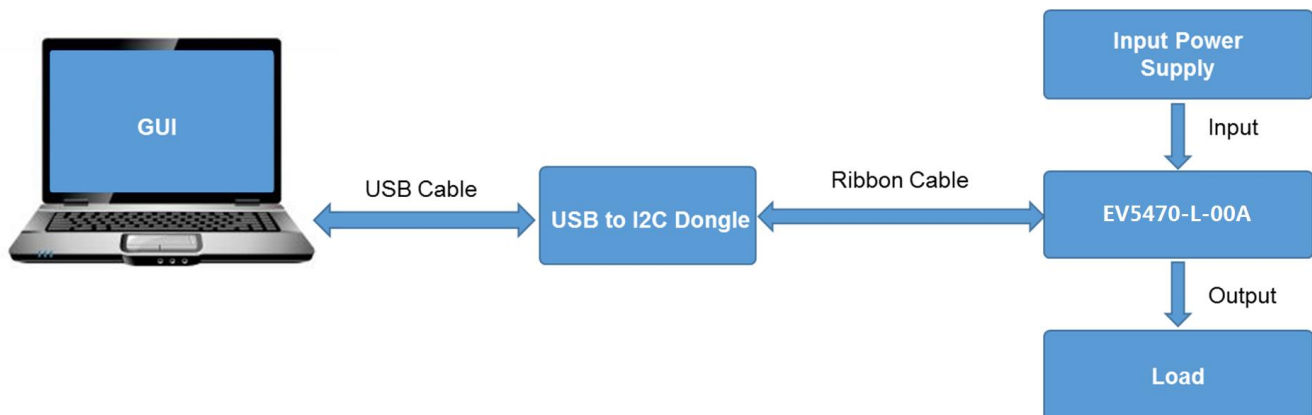 GUI
USB Cable
USB to I2C Dongle
Ribbon Cable
Input Power
Supply
Input
EV5470-L-00A
Output
Load